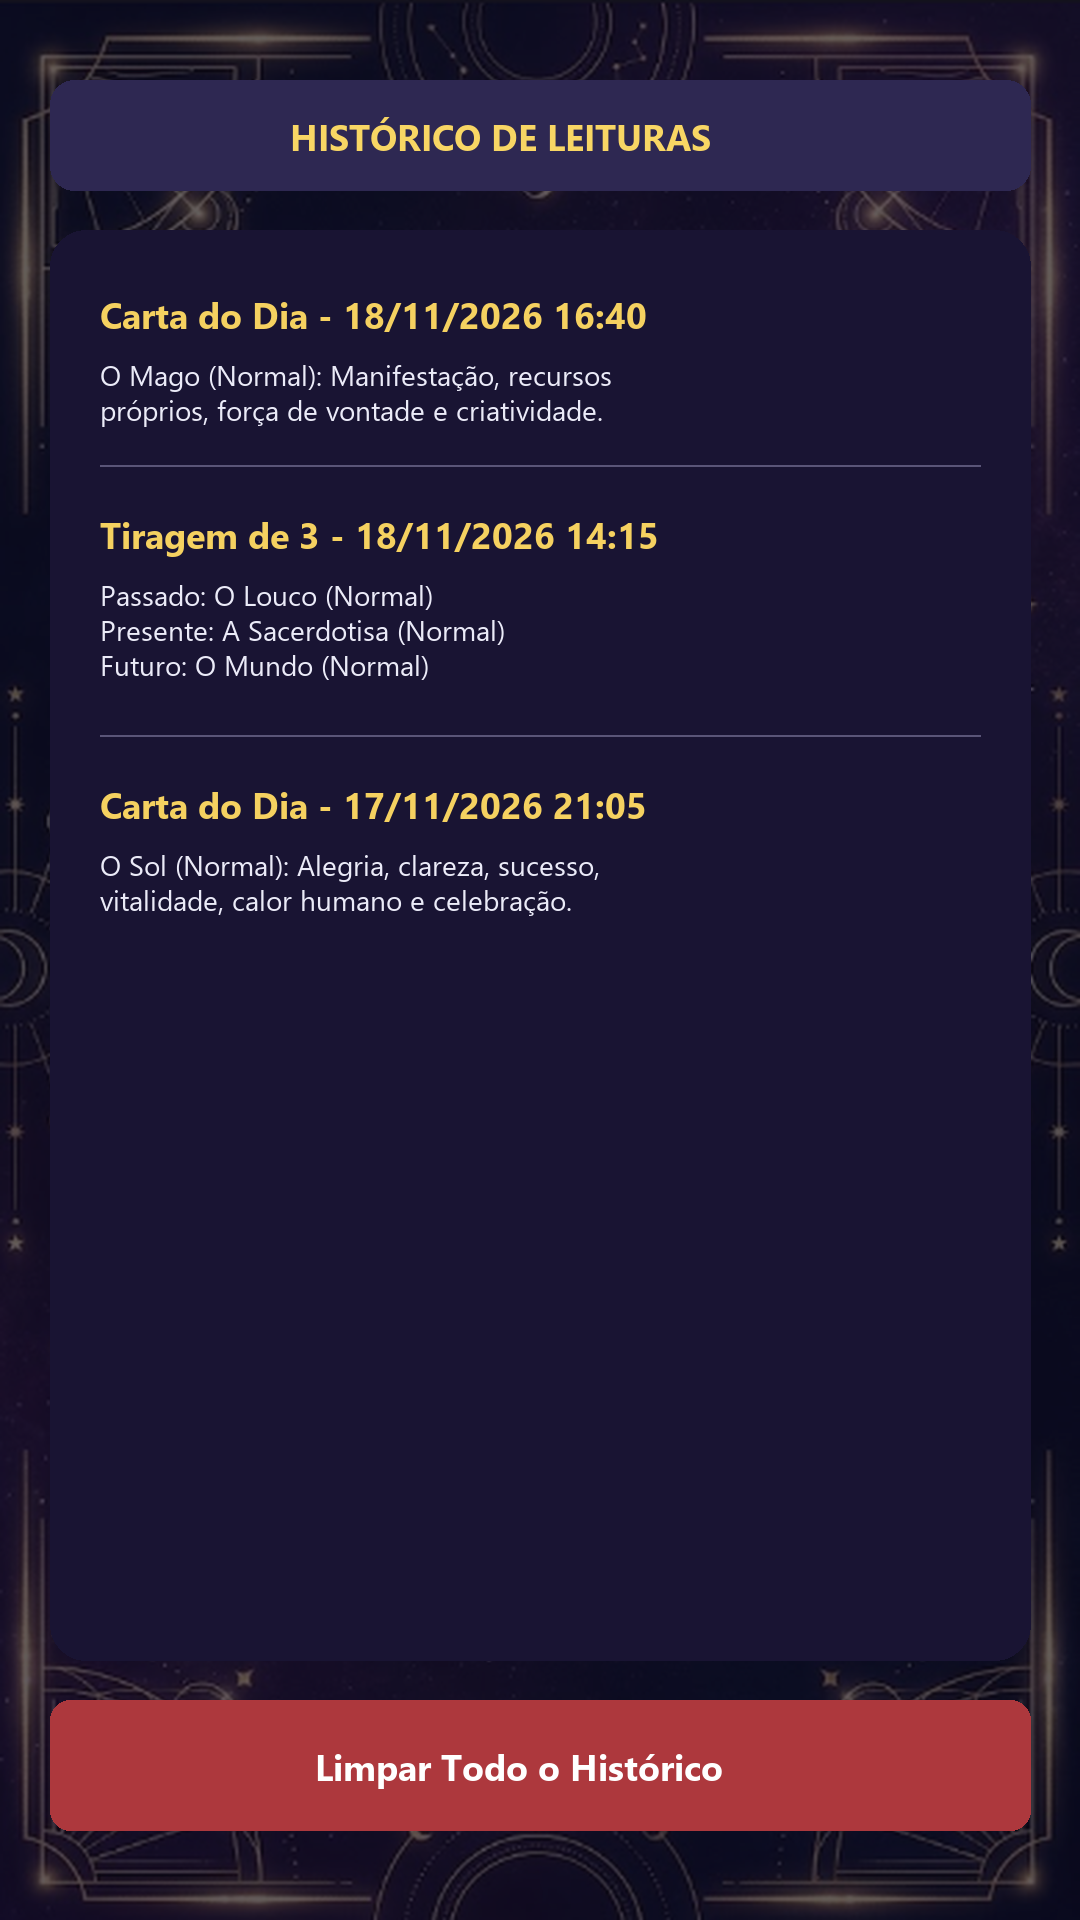 HISTÓRICO DE LEITURAS
Carta do Dia - 18/11/2026 16:40
O Mago (Normal): Manifestação, recursos
próprios, força de vontade e criatividade.
Tiragem de 3 - 18/11/2026 14:15
Passado: O Louco (Normal)
Presente: A Sacerdotisa (Normal)
Futuro: O Mundo (Normal)
Carta do Dia - 17/11/2026 21:05
O Sol (Normal): Alegria, clareza, sucesso,
vitalidade, calor humano e celebração.
Limpar Todo o Histórico